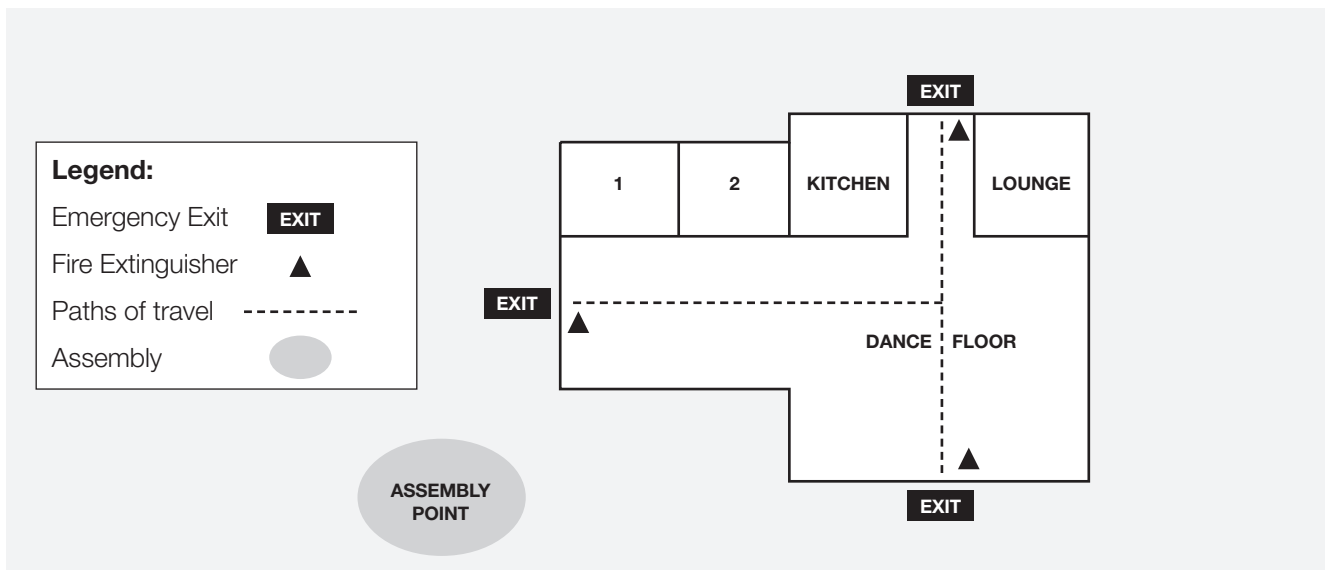 Legend:
Emergency Exit EXIT
Fire Extinguisher
Paths of travel
Assembly
EXIT
1 2 KITCHEN LOUNGE
EXIT
DANCE FLOOR
ASSEMBLY
POINT
EXIT